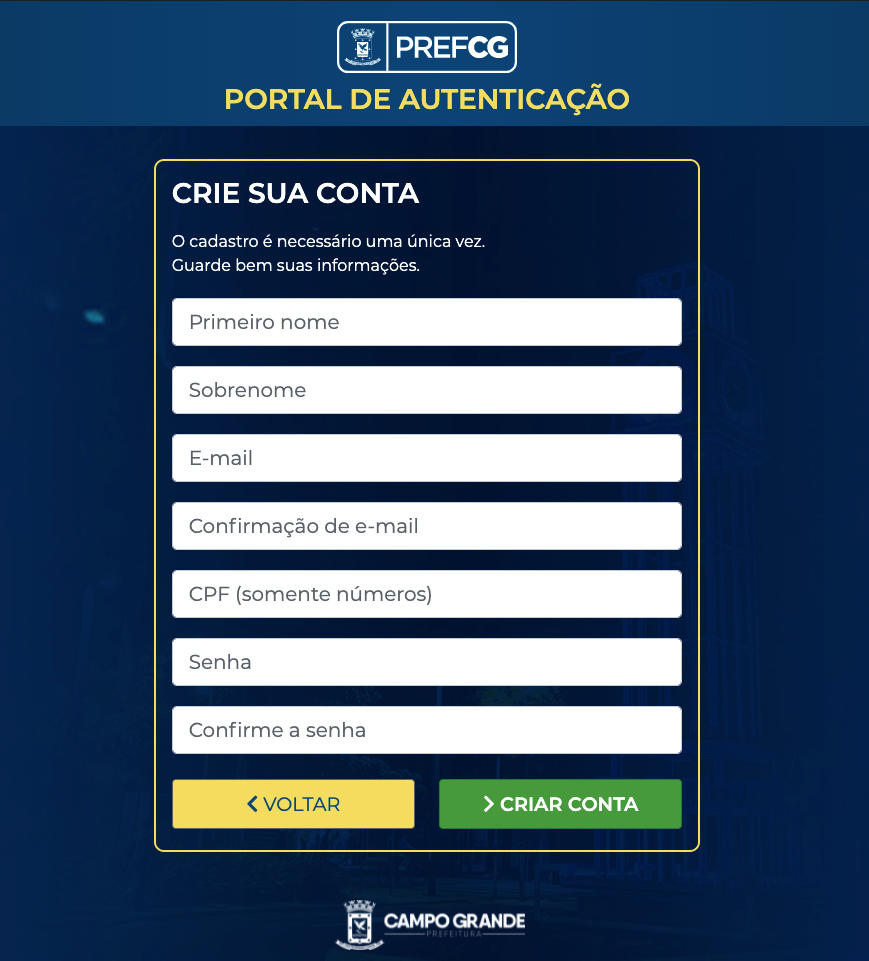 PREFCG
PORTAL DE AUTENTICAÇÃO
CRIE SUA CONTA
O cadastro é necessário uma única vez.
Guarde bem suas informações.
Primeiro nome
Sobrenome
E-mail
Confirmação de e-mail
CPF (somente números)
Senha
Confirme a senha
VOLTAR
CRIAR CONTA
CAMPO GRANDE
PREFEITURA